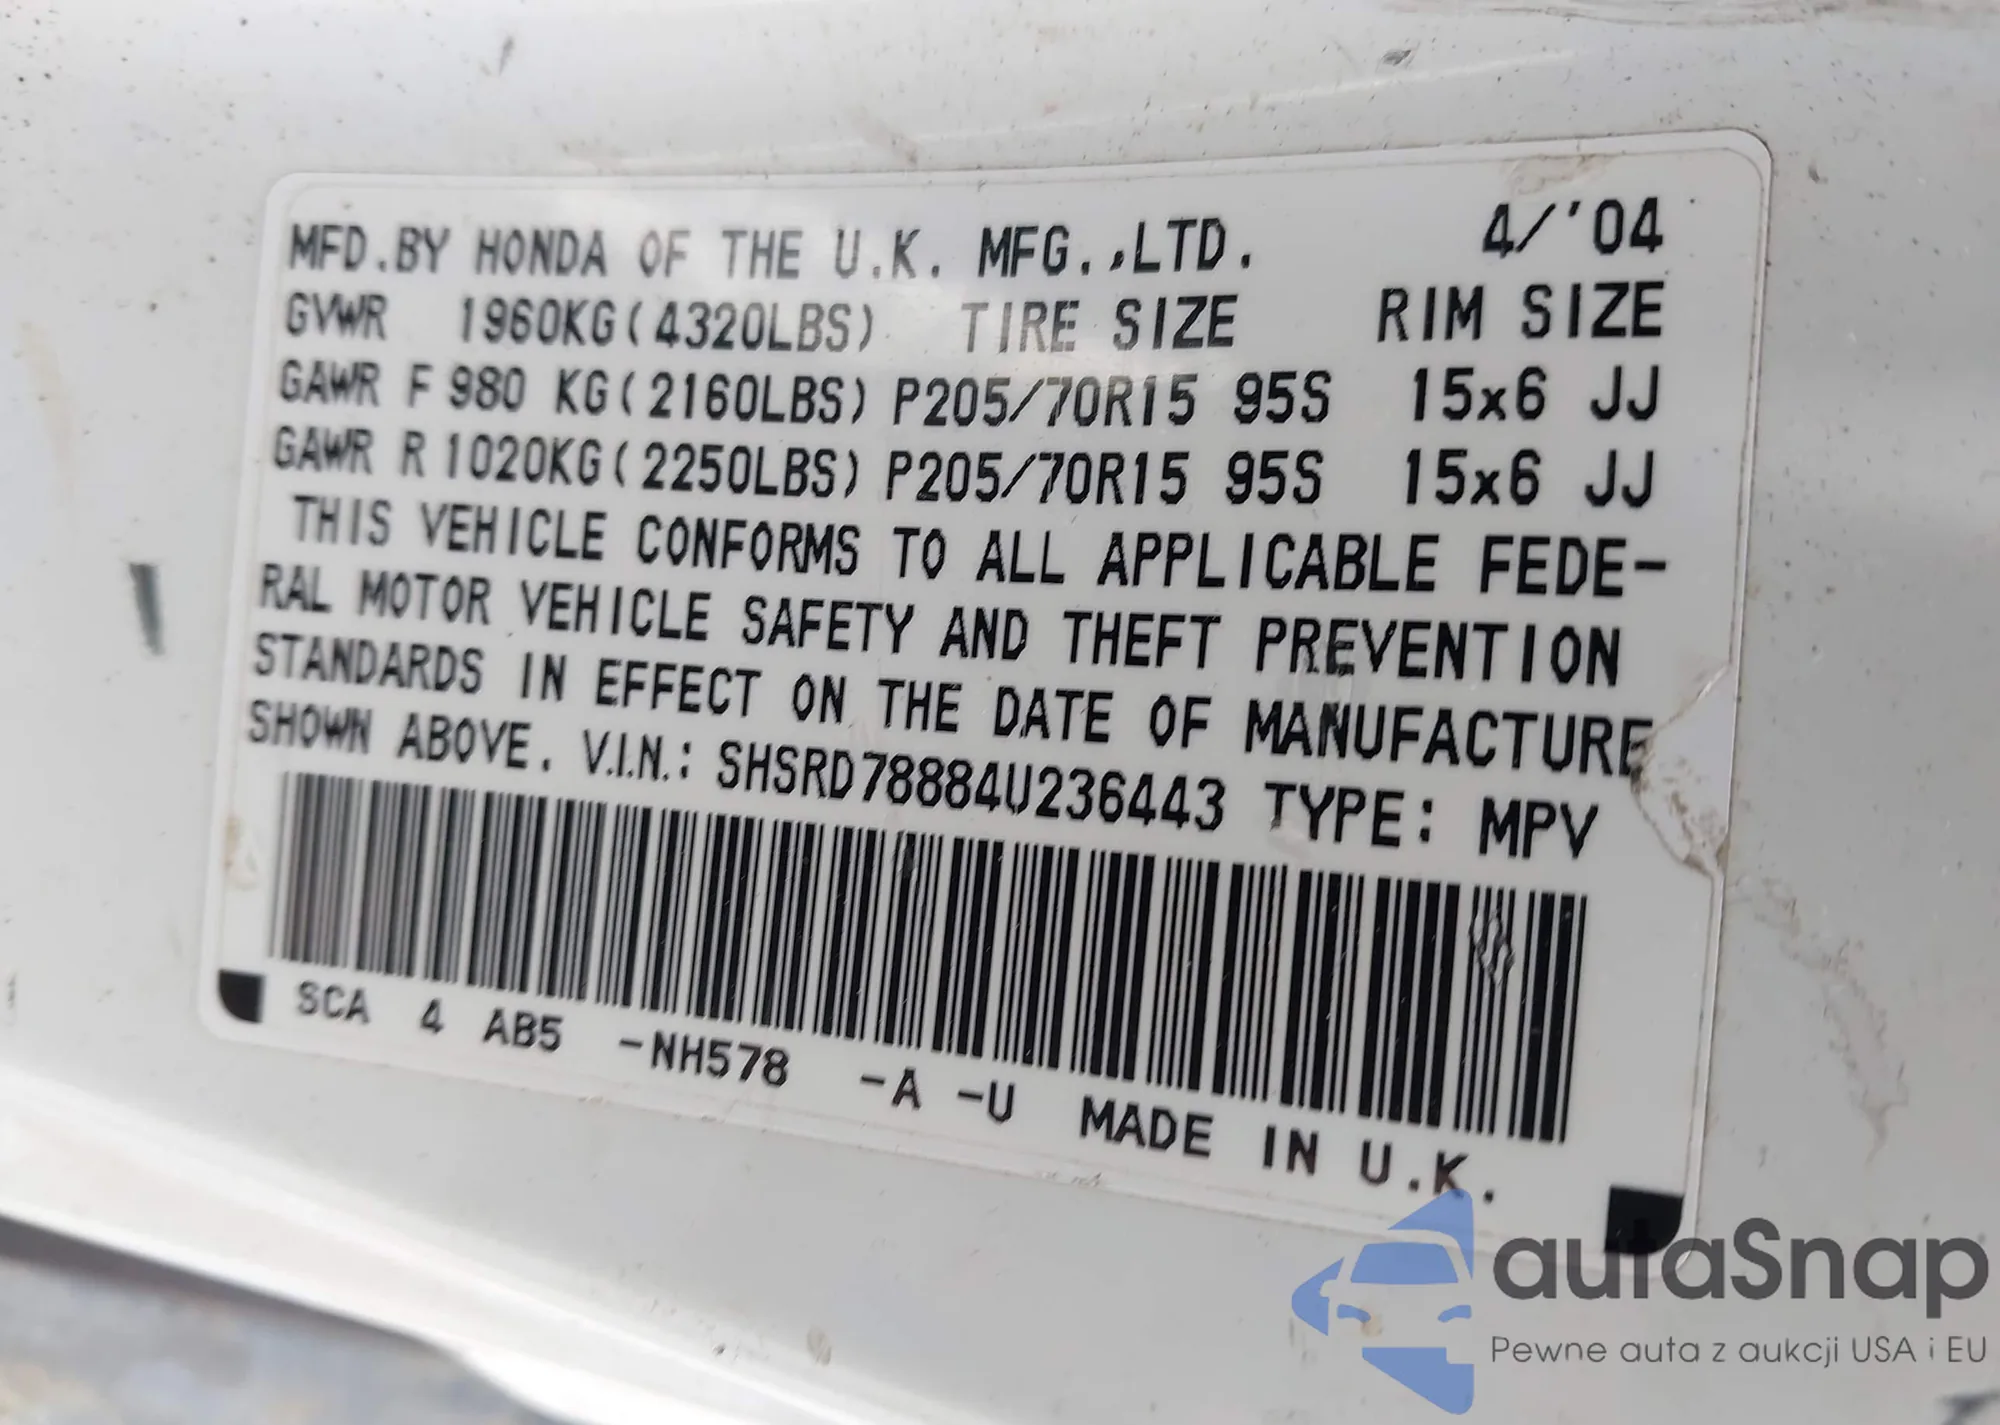 MFD.BY HONDA OF THE U.K. MFG.,LTD. 4/'04
GVWR 1960KG(4320LBS) TIRE SIZE RIM SIZE
GAWR F 980 KG(2160LBS) P205/70R15 95S 15x6 JJ
GAWR R 1020KG(2250LBS) P205/70R15 95S 15x6 JJ
THIS VEHICLE CONFORMS TO ALL APPLICABLE FEDE-
RAL MOTOR VEHICLE SAFETY AND THEFT PREVENTION
STANDARDS IN EFFECT ON THE DATE OF MANUFACTURE
SHOWN ABOVE. V.I.N.: SHSRD78884U236443 TYPE: MPV
SCA 4 AB5 -NH578 -A -U MADE IN U.K.
autaSnap
Pewne auta z aukcji USA i EU